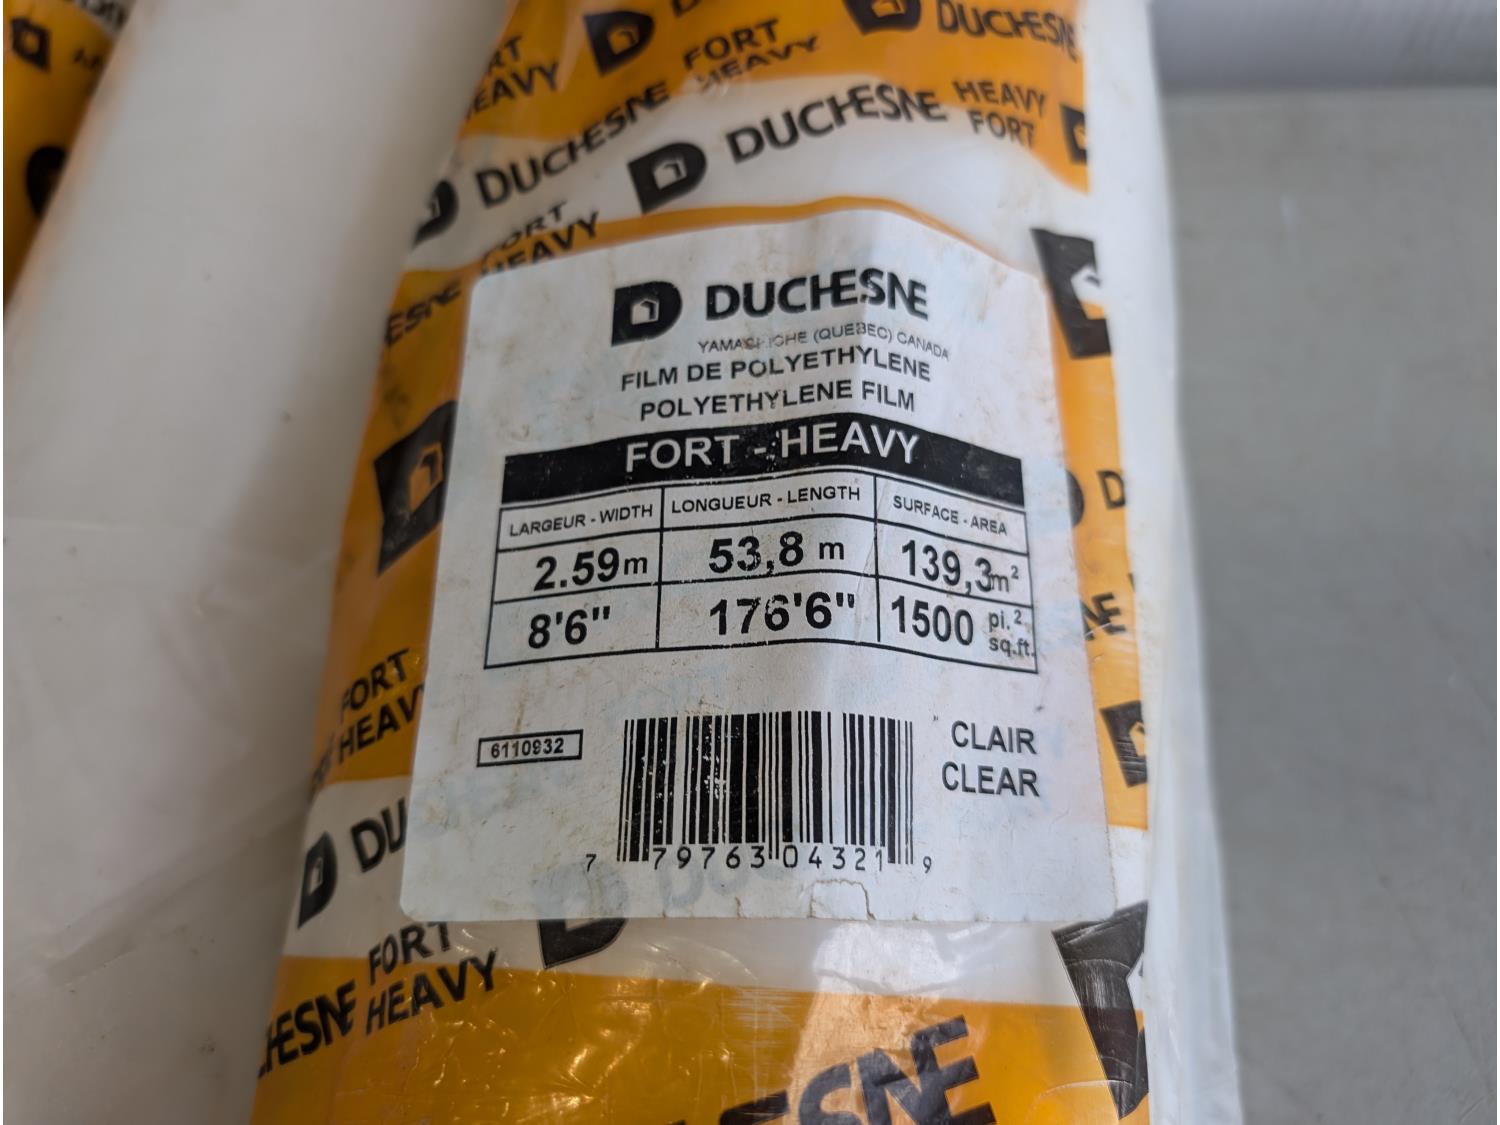 DUCHESNE
FORT
HEAVY
DUCHESNE
HEAVY
FORT
DUCHESNE
FORT
HEAVY
DUCHESNE
YAMACHICHE (QUEBEC) CANADA
FILM DE POLYETHYLENE
POLYETHYLENE FILM
FORT - HEAVY
LARGEUR - WIDTH LONGUEUR - LENGTH SURFACE - AREA
2.59m 53,8 m 139,3m²
8'6" 176'6" 1500 pi.² sq.ft.
6110932
CLAIR
CLEAR
7 79763 04321 9
FORT
HEAVY
FORT
HEAVY
CHESNE
ESNE